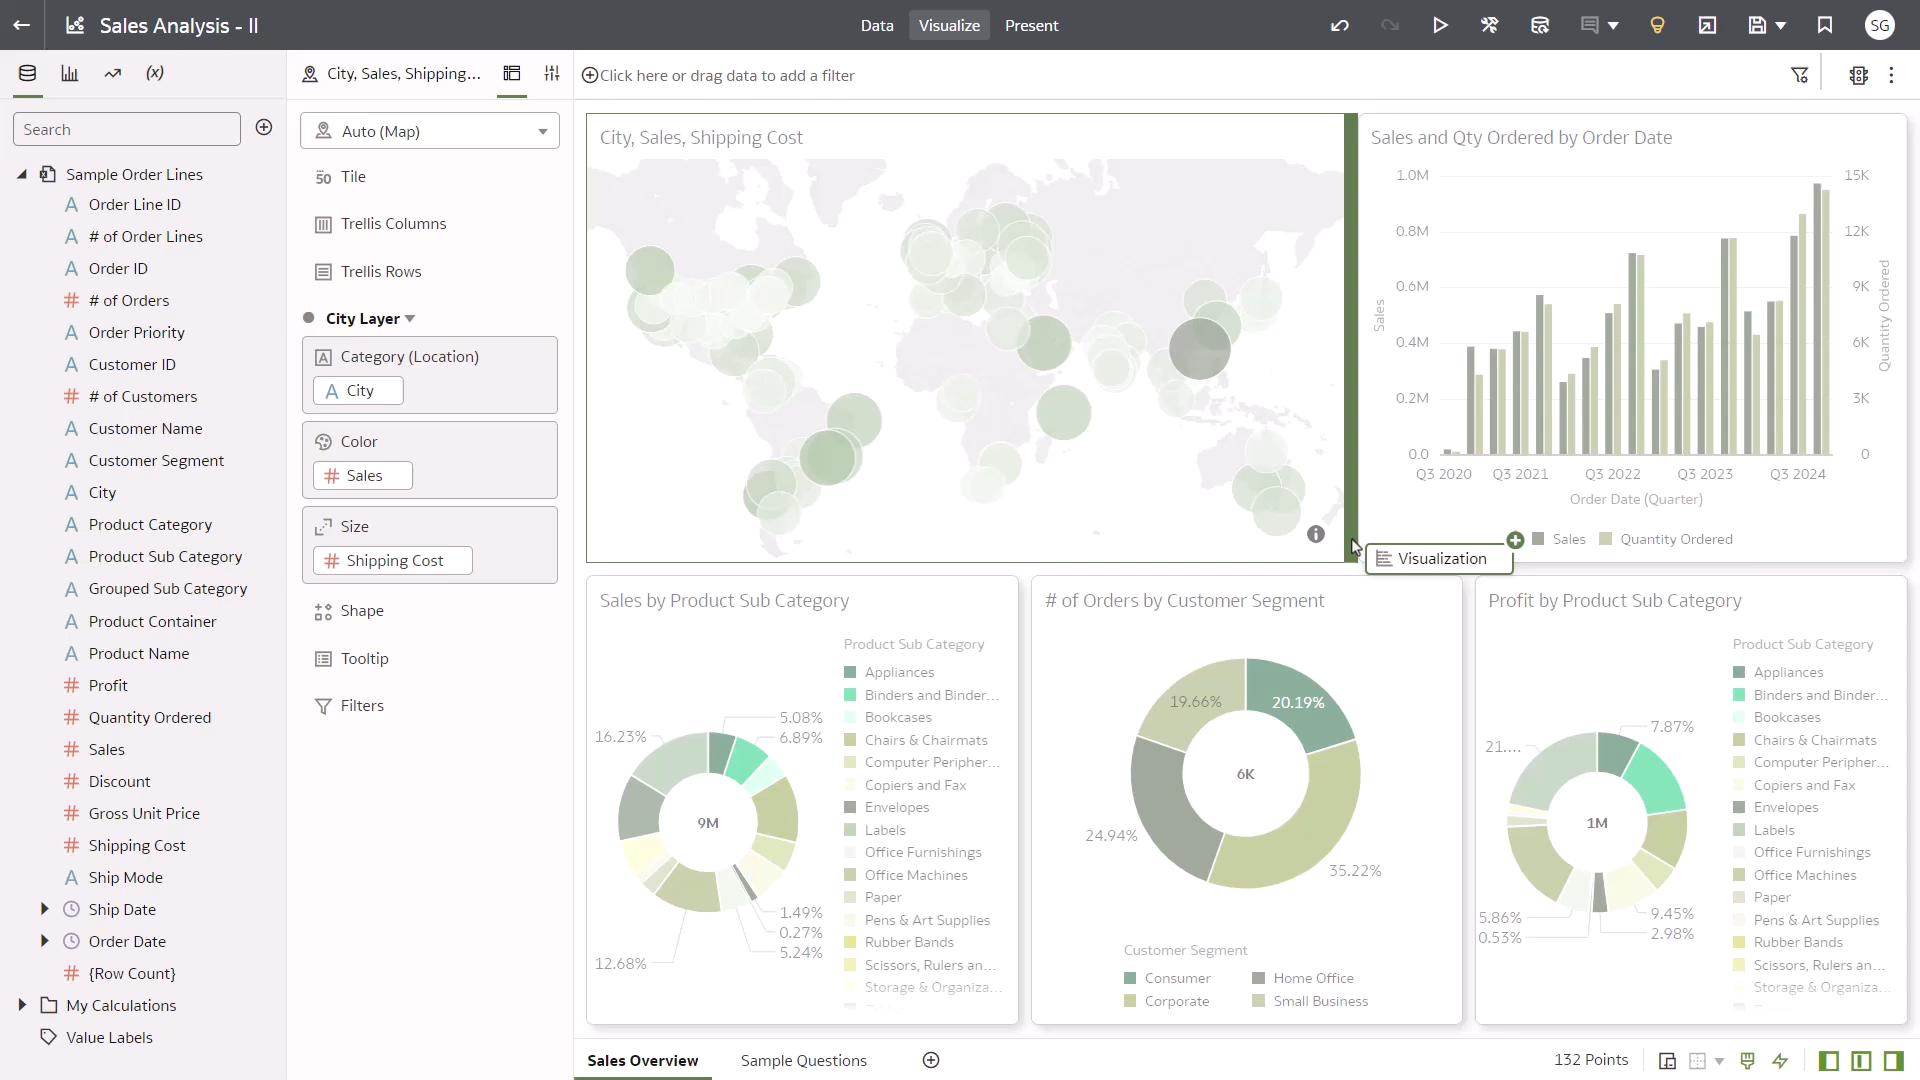 Sales Analysis - II
Data
Visualize
Present
SG
City, Sales, Shipping...
Click here or drag data to add a filter
Search
Sample Order Lines
Order Line ID
# of Order Lines
Order ID
# of Orders
Order Priority
Customer ID
# of Customers
Customer Name
Customer Segment
City
Product Category
Product Sub Category
Grouped Sub Category
Product Container
Product Name
Profit
Quantity Ordered
Sales
Discount
Gross Unit Price
Shipping Cost
Ship Mode
Ship Date
Order Date
{Row Count}
My Calculations
Value Labels
Auto (Map)
Tile
Trellis Columns
Trellis Rows
City Layer
Category (Location)
City
Color
Sales
Size
Shipping Cost
Shape
Tooltip
Filters
City, Sales, Shipping Cost
Visualization
Sales and Qty Ordered by Order Date
1.0M
0.8M
0.6M
0.4M
0.2M
0.0
15K
12K
9K
6K
3K
0
Sales
Quantity Ordered
Q3 2020
Q3 2021
Q3 2022
Q3 2023
Q3 2024
Order Date (Quarter)
Sales
Quantity Ordered
Sales by Product Sub Category
5.08%
6.89%
16.23%
9M
1.49%
0.27%
5.24%
12.68%
Product Sub Category
Appliances
Binders and Binder...
Bookcases
Chairs & Chairmats
Computer Peripher...
Copiers and Fax
Envelopes
Labels
Office Furnishings
Office Machines
Paper
Pens & Art Supplies
Rubber Bands
Scissors, Rulers an...
Storage & Organiza...
# of Orders by Customer Segment
19.66%
20.19%
6K
24.94%
35.22%
Customer Segment
Consumer
Home Office
Corporate
Small Business
Profit by Product Sub Category
7.87%
21....
1M
5.86%
0.53%
9.45%
2.98%
Product Sub Category
Appliances
Binders and Binder...
Bookcases
Chairs & Chairmats
Computer Peripher...
Copiers and Fax
Envelopes
Labels
Office Furnishings
Office Machines
Paper
Pens & Art Supplies
Rubber Bands
Scissors, Rulers an...
Storage & Organiza...
Sales Overview
Sample Questions
132 Points